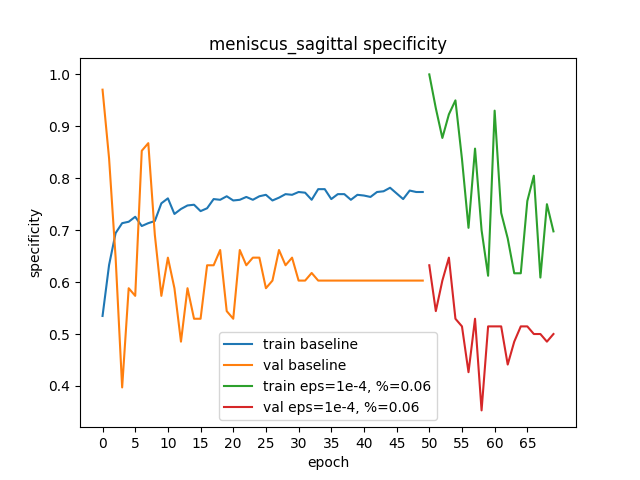 meniscus_sagittal specificity
specificity
1.0
0.9
0.8
0.7
0.6
0.5
0.4
train baseline
val baseline
train eps=1e-4, %=0.06
val eps=1e-4, %=0.06
0 5 10 15 20 25 30 35 40 45 50 55 60 65
epoch